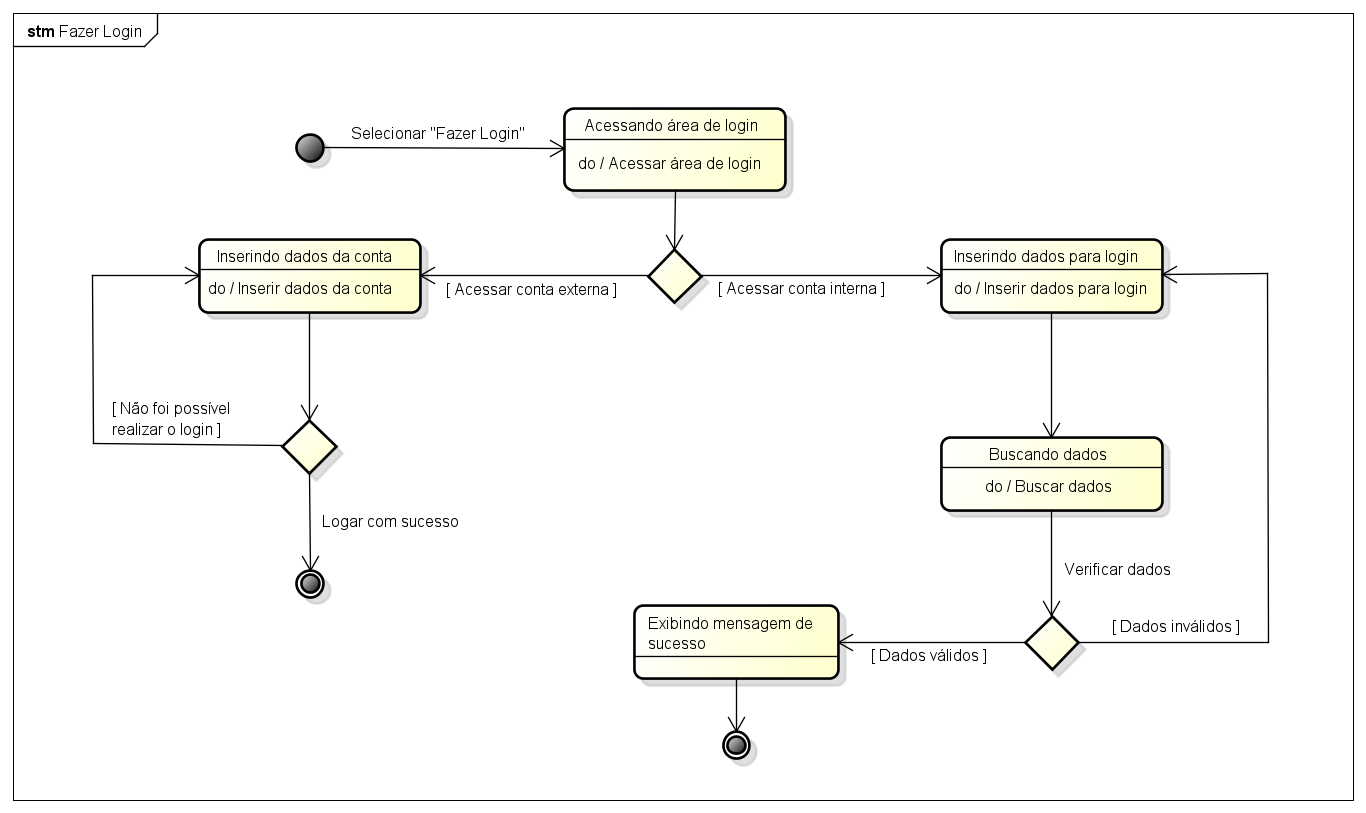 stm Fazer Login
Selecionar "Fazer Login"
Acessando área de login
do / Acessar área de login
Inserindo dados da conta
do / Inserir dados da conta
[ Acessar conta externa ]
[ Acessar conta interna ]
Inserindo dados para login
do / Inserir dados para login
[ Não foi possível
realizar o login ]
Logar com sucesso
Buscando dados
do / Buscar dados
Verificar dados
Exibindo mensagem de
sucesso
[ Dados válidos ]
[ Dados inválidos ]